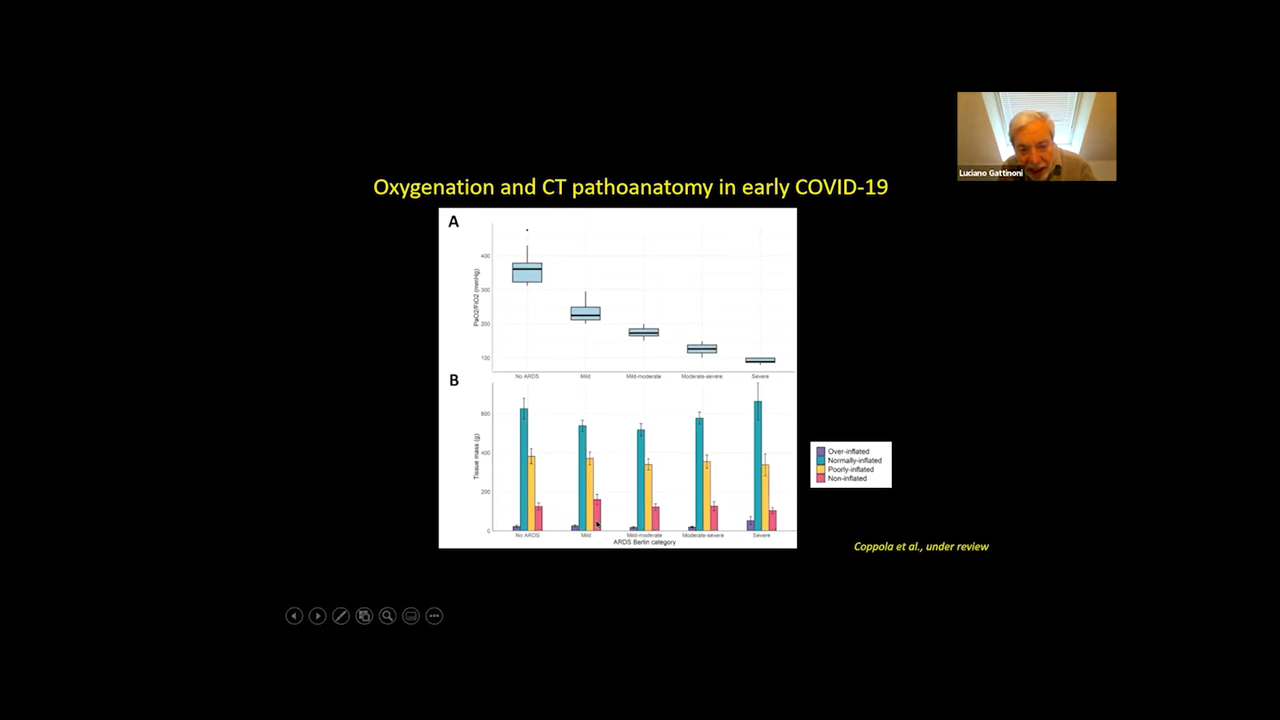 Luciano Gattinoni
Oxygenation and CT pathoanatomy in early COVID-19
A
PaO2/FiO2 (mmHg)
400
300
200
100
No ARDS Mild Mild-moderate Moderate-severe Severe
B
Tissue mass (g)
600
400
200
0
No ARDS Mild Mild-moderate Moderate-severe Severe
ARDS Berlin category
Over-inflated
Normally-inflated
Poorly-inflated
Non-inflated
Coppola et al., under review